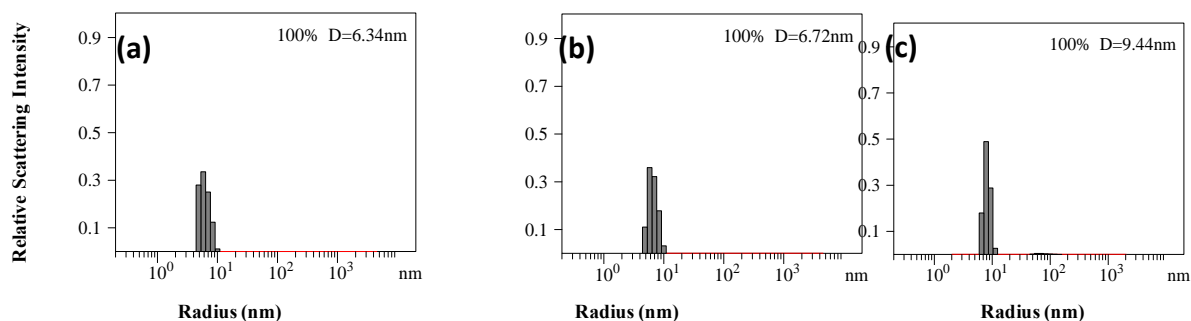 Relative Scattering Intensity
(a)
100% D=6.34nm
0.9
0.7
0.5
0.3
0.1
10^0 10^1 10^2 10^3 nm
Radius (nm)
(b)
100% D=6.72nm
0.9
0.7
0.5
0.3
0.1
10^0 10^1 10^2 10^3 nm
Radius (nm)
(c)
100% D=9.44nm
0.9
0.7
0.5
0.3
0.1
10^0 10^1 10^2 10^3 nm
Radius (nm)